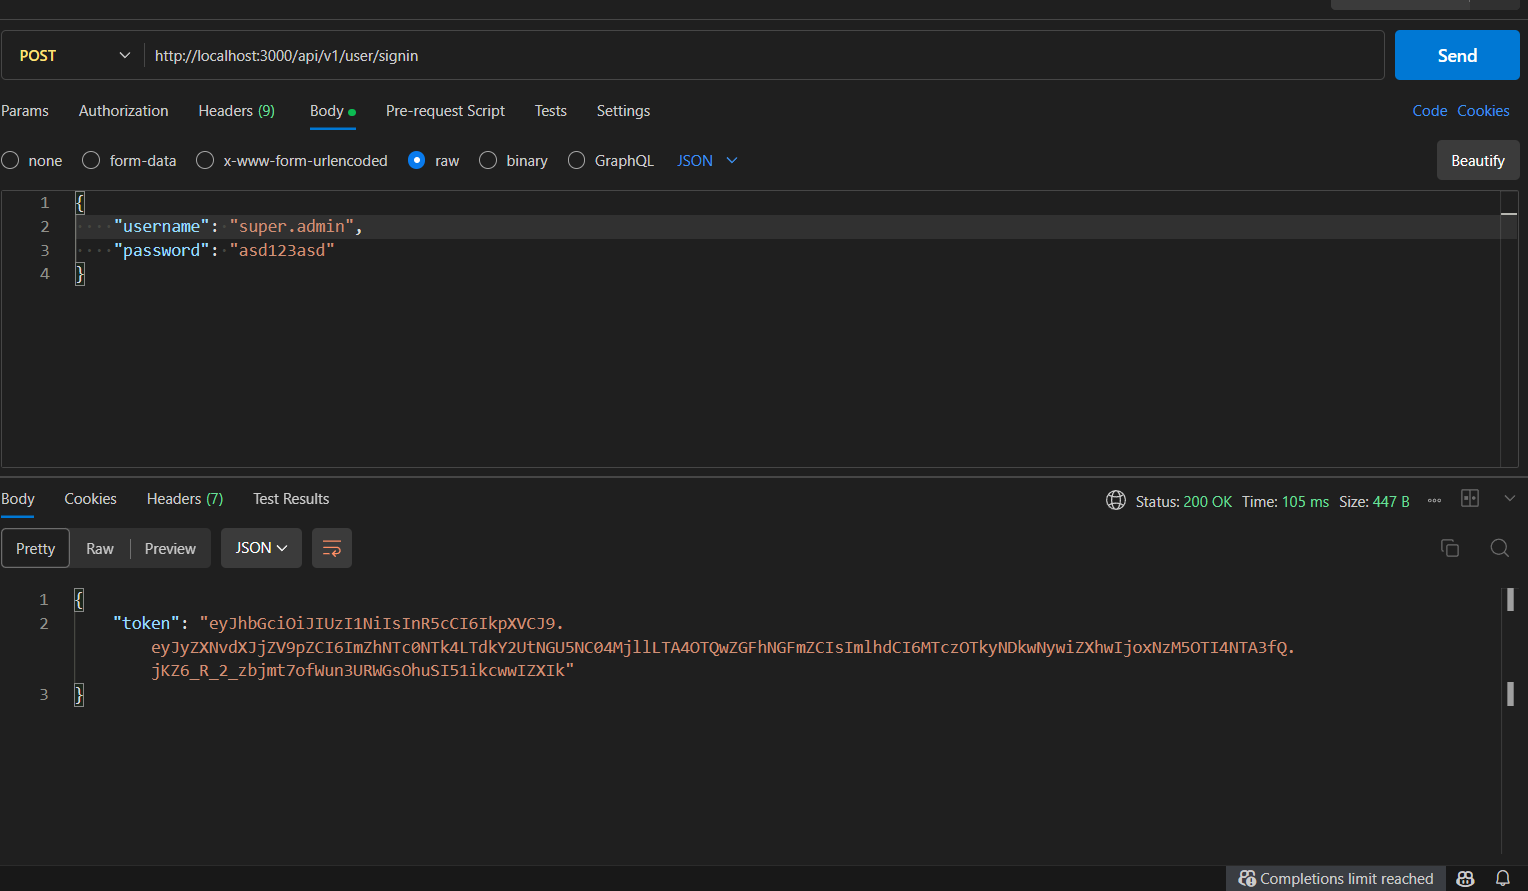 POST http://localhost:3000/api/v1/user/signin Send
Params Authorization Headers (9) Body Pre-request Script Tests Settings Code Cookies
none form-data x-www-form-urlencoded raw binary GraphQL JSON Beautify
1 {
2 "username": "super.admin",
3 "password": "asd123asd"
4 }
Body Cookies Headers (7) Test Results Status: 200 OK Time: 105 ms Size: 447 B
Pretty Raw Preview JSON
1 {
2 "token": "eyJhbGciOiJIUzI1NiIsInR5cCI6IkpXVCJ9.
eyJyZXNvdXJjZV9pZCI6ImZhNTc0NTk4LTdkY2UtNGU5NC04MjllLTA4OTQwZGFhNGFmZCIsImlhdCI6MTczOTkyNDkwNywiZXhwIjoxNzM5OTI4NTA3fQ.
jKZ6_R_2_zbjmt7ofWun3URWGsOhuSI51ikcwwIZXIk"
3 }
Completions limit reached